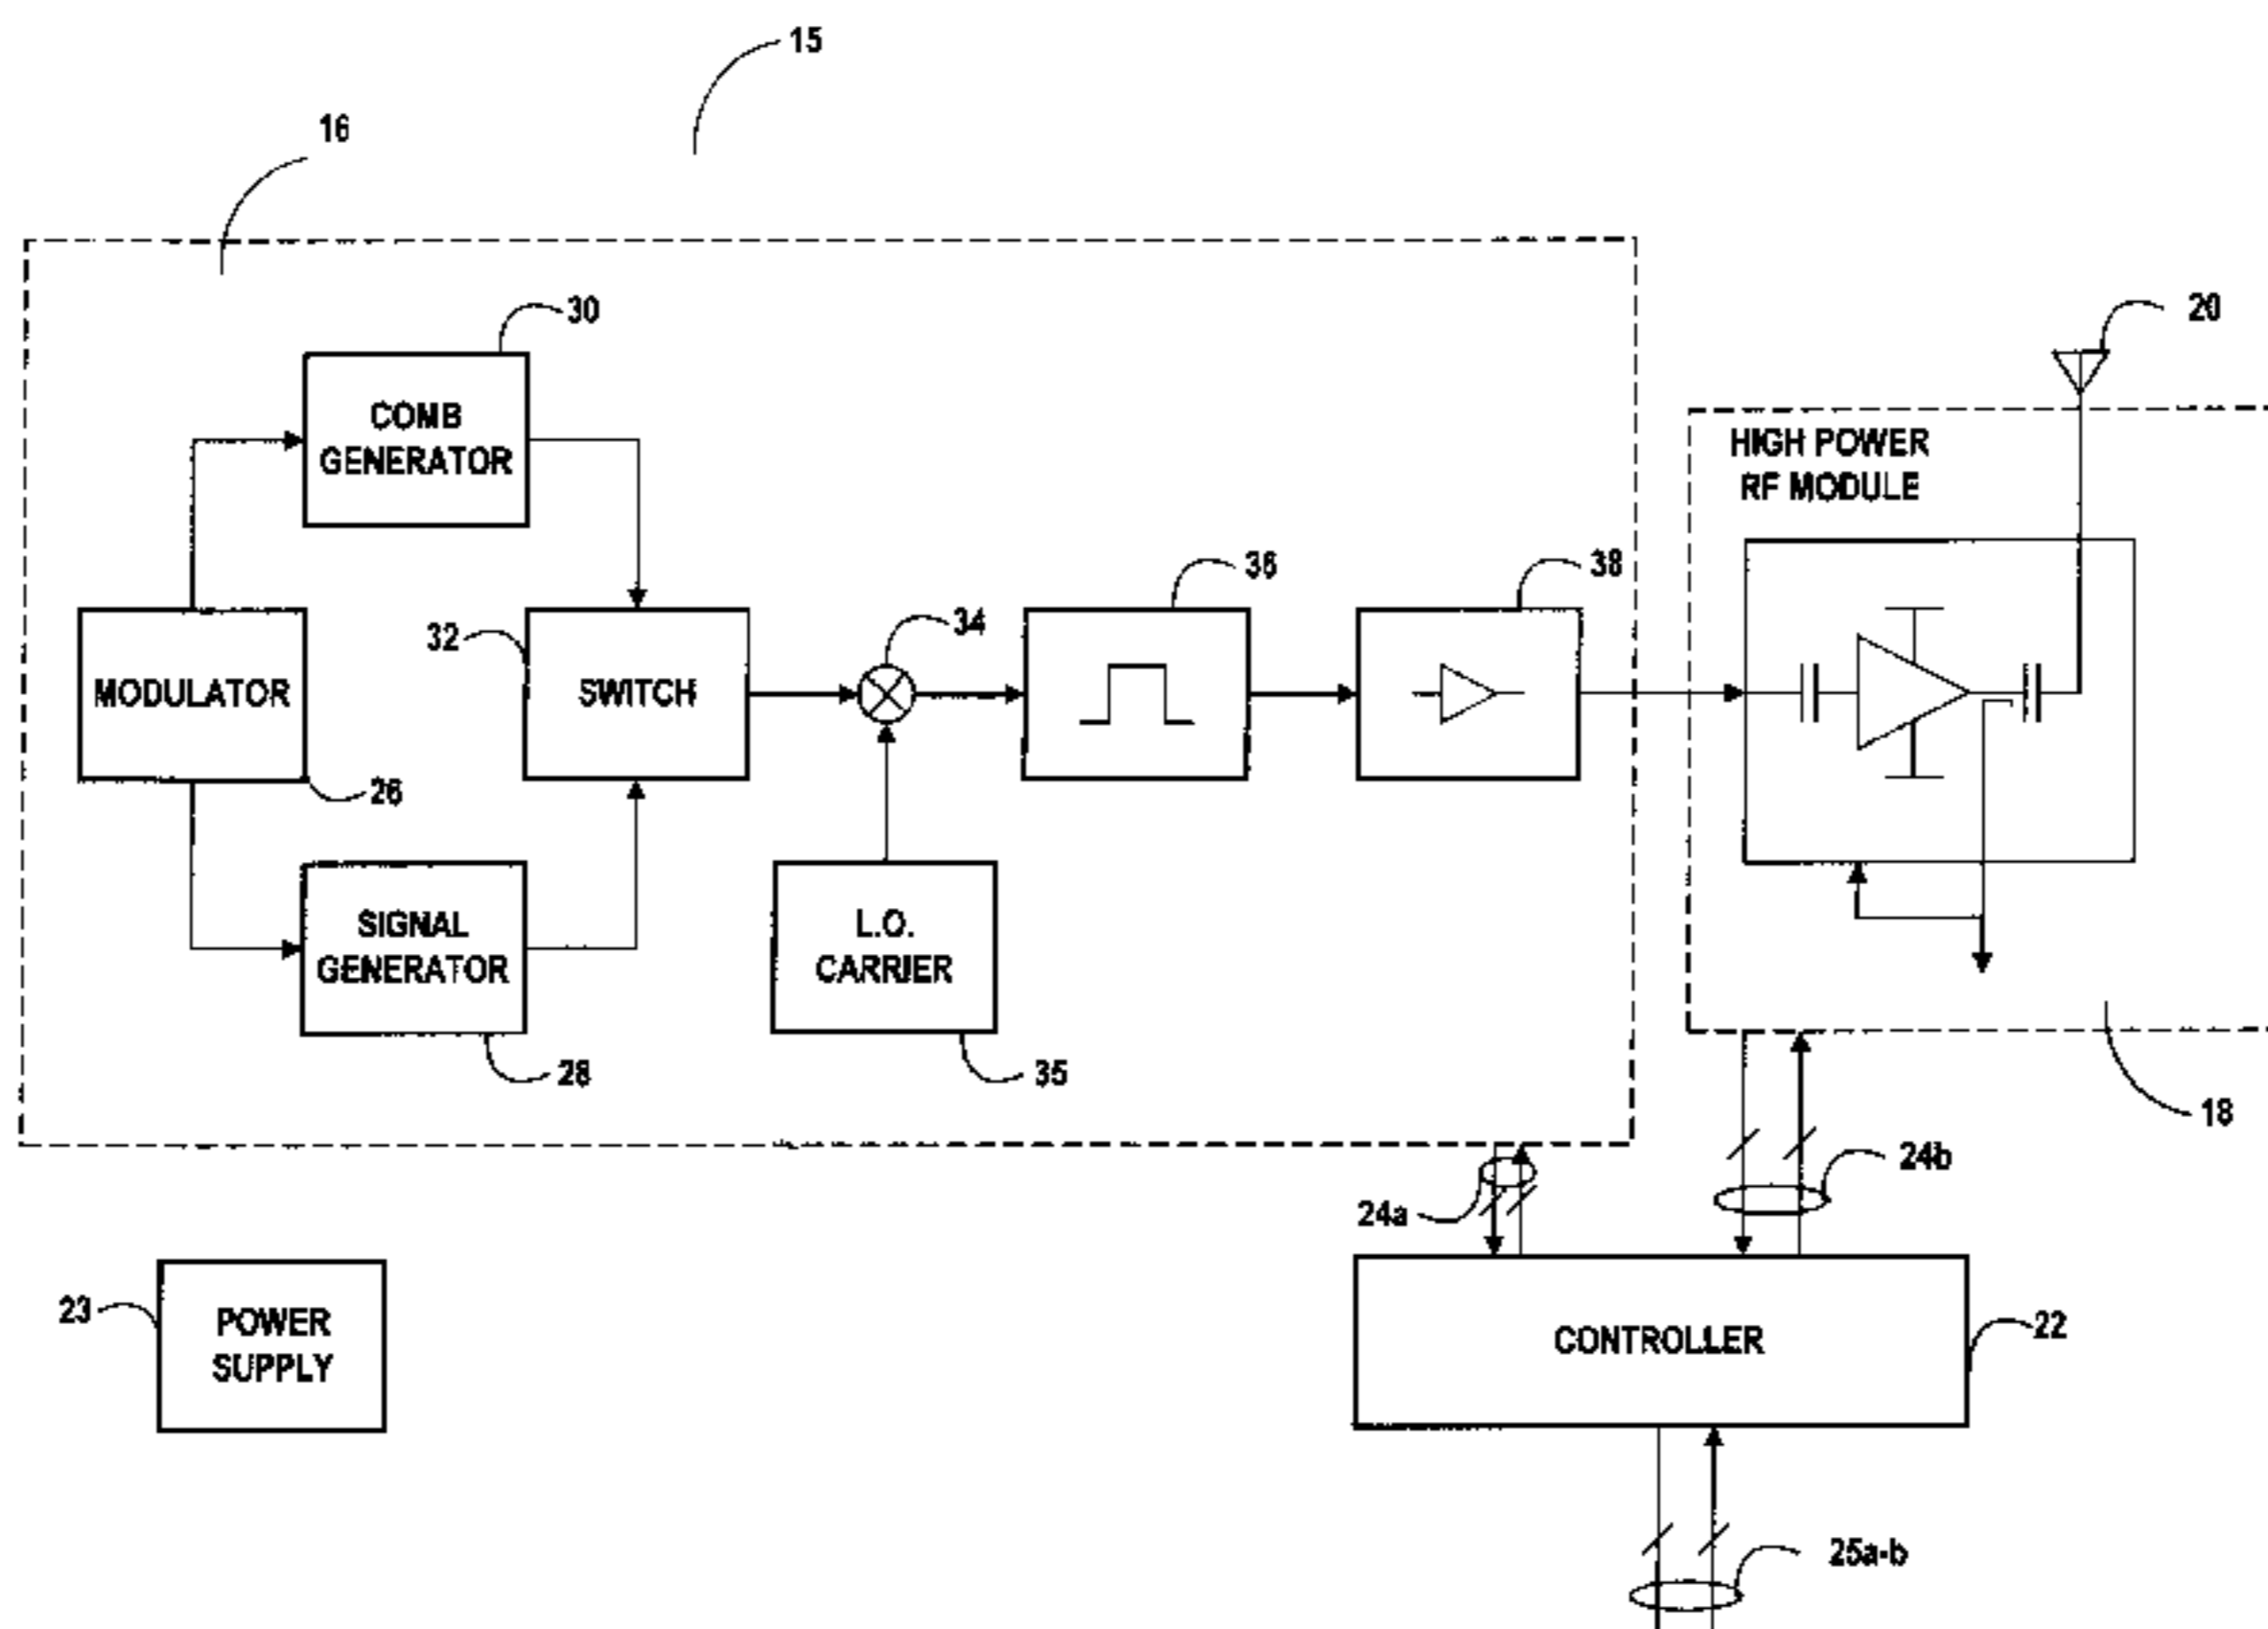 15
16
30
20
COMB
GENERATOR
HIGH POWER
RF MODULE
36
38
34
32
MODULATOR
SWITCH
26
SIGNAL
GENERATOR
L.O.
CARRIER
28
35
18
24b
24a
23
POWER
SUPPLY
CONTROLLER
22
25a-b